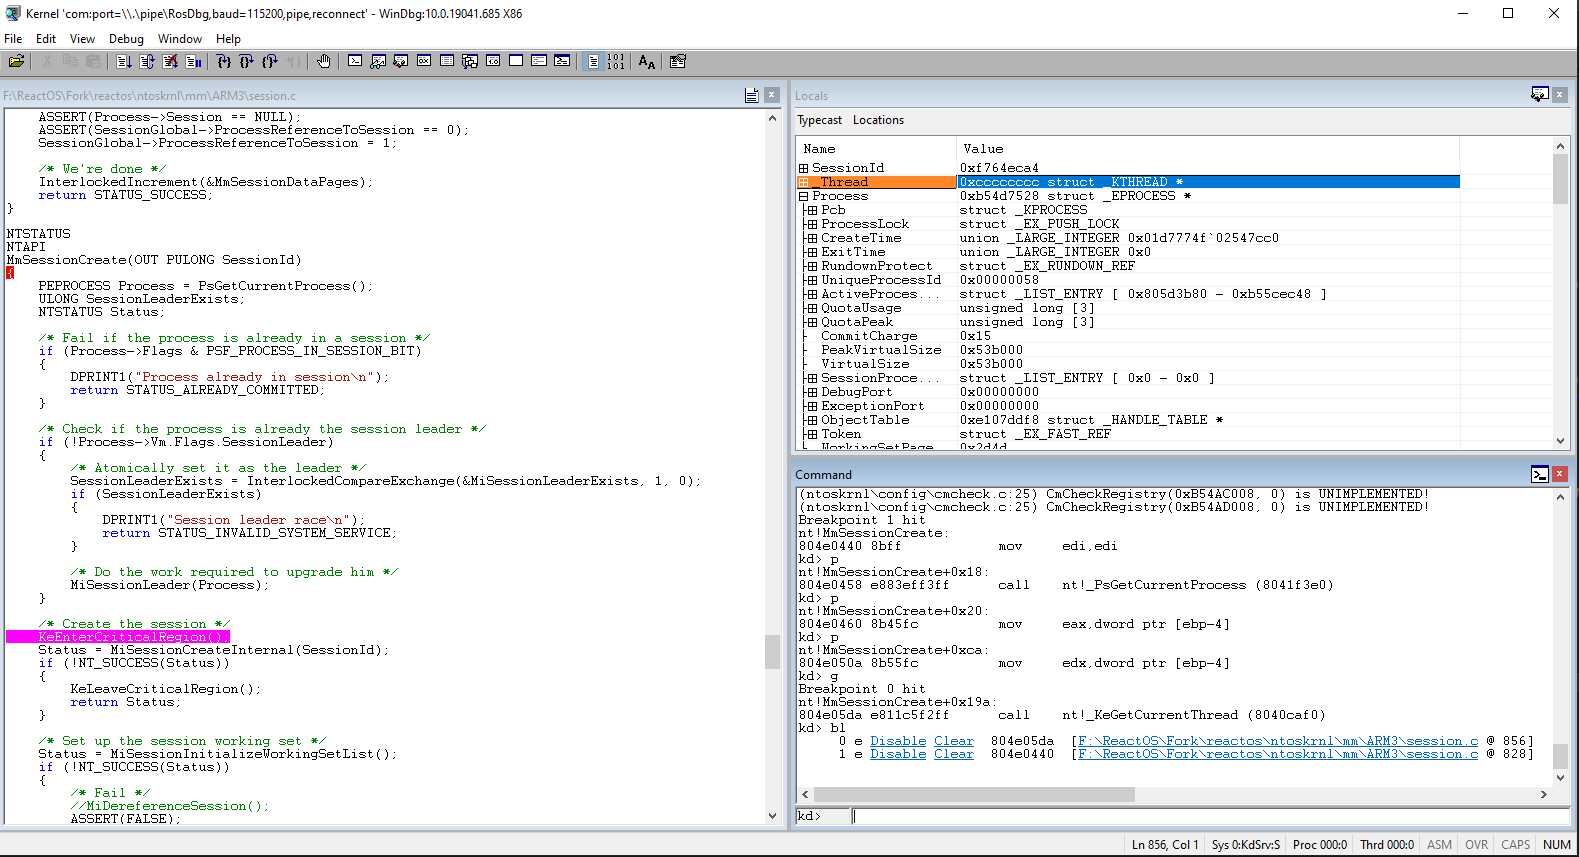 Kernel 'com:port=\\.\pipe\RosDbg,baud=115200,pipe,reconnect' - WinDbg:10.0.19041.685 X86
File Edit View Debug Window Help
F:\ReactOS\Fork\reactos\ntoskrnl\mm\ARM3\session.c
ASSERT(Process->Session == NULL);
ASSERT(SessionGlobal->ProcessReferenceToSession == 0);
SessionGlobal->ProcessReferenceToSession = 1;
/* We're done */
InterlockedIncrement(&MmSessionDataPages);
return STATUS_SUCCESS;
}
NTSTATUS
NTAPI
MmSessionCreate(OUT PULONG SessionId)
{
PEPROCESS Process = PsGetCurrentProcess();
ULONG SessionLeaderExists;
NTSTATUS Status;
/* Fail if the process is already in a session */
if (Process->Flags & PSF_PROCESS_IN_SESSION_BIT)
{
DPRINT1("Process already in session\n");
return STATUS_ALREADY_COMMITTED;
}
/* Check if the process is already the session leader */
if (!Process->Vm.Flags.SessionLeader)
{
/* Atomically set it as the leader */
SessionLeaderExists = InterlockedCompareExchange(&MiSessionLeaderExists, 1, 0);
if (SessionLeaderExists)
{
DPRINT1("Session leader race\n");
return STATUS_INVALID_SYSTEM_SERVICE;
}
/* Do the work required to upgrade him */
MiSessionLeader(Process);
}
/* Create the session */
KeEnterCriticalRegion();
Status = MiSessionCreateInternal(SessionId);
if (!NT_SUCCESS(Status))
{
KeLeaveCriticalRegion();
return Status;
}
/* Set up the session working set */
Status = MiSessionInitializeWorkingSetList();
if (!NT_SUCCESS(Status))
{
/* Fail */
//MiDereferenceSession();
ASSERT(FALSE);
Locals
Typecast Locations
Name Value
SessionId 0xf764eca4
_Thread 0xcccccccc struct _KTHREAD *
Process 0xb54d7528 struct _EPROCESS *
Pcb struct _KPROCESS
ProcessLock struct _EX_PUSH_LOCK
CreateTime union _LARGE_INTEGER 0x01d7774f`02547cc0
ExitTime union _LARGE_INTEGER 0x0
RundownProtect struct _EX_RUNDOWN_REF
UniqueProcessId 0x00000058
ActiveProces... struct _LIST_ENTRY [ 0x805d3b80 - 0xb55cec48 ]
QuotaUsage unsigned long [3]
QuotaPeak unsigned long [3]
CommitCharge 0x15
PeakVirtualSize 0x53b000
VirtualSize 0x53b000
SessionProce... struct _LIST_ENTRY [ 0x0 - 0x0 ]
DebugPort 0x00000000
ExceptionPort 0x00000000
ObjectTable 0xe107ddf8 struct _HANDLE_TABLE *
Token struct _EX_FAST_REF
WorkingSetPage 0x2d4d
Command
(ntoskrnl\config\cmcheck.c:25) CmCheckRegistry(0xB54AC008, 0) is UNIMPLEMENTED!
(ntoskrnl\config\cmcheck.c:25) CmCheckRegistry(0xB54AD008, 0) is UNIMPLEMENTED!
Breakpoint 1 hit
nt!MmSessionCreate:
804e0440 8bff mov edi,edi
kd> p
nt!MmSessionCreate+0x18:
804e0458 e883eff3ff call nt!_PsGetCurrentProcess (8041f3e0)
kd> p
nt!MmSessionCreate+0x20:
804e0460 8b45fc mov eax,dword ptr [ebp-4]
kd> p
nt!MmSessionCreate+0xca:
804e050a 8b55fc mov edx,dword ptr [ebp-4]
kd> g
Breakpoint 0 hit
nt!MmSessionCreate+0x19a:
804e05da e811c5f2ff call nt!_KeGetCurrentThread (8040caf0)
kd> bl
0 e Disable Clear 804e05da [F:\ReactOS\Fork\reactos\ntoskrnl\mm\ARM3\session.c @ 856]
1 e Disable Clear 804e0440 [F:\ReactOS\Fork\reactos\ntoskrnl\mm\ARM3\session.c @ 828]
kd>
Ln 856, Col 1 Sys 0:KdSrv:S Proc 000:0 Thrd 000:0 ASM OVR CAPS NUM